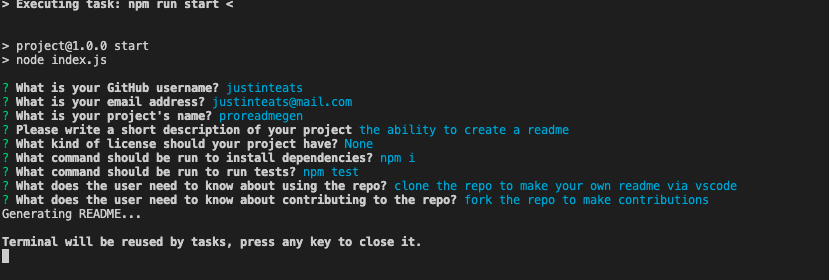 > Executing task: npm run start <
> project@1.0.0 start
> node index.js
? What is your GitHub username? justinteats
? What is your email address? justinteats@mail.com
? What is your project's name? proreadmegen
? Please write a short description of your project the ability to create a readme
? What kind of license should your project have? None
? What command should be run to install dependencies? npm i
? What command should be run to run tests? npm test
? What does the user need to know about using the repo? clone the repo to make your own readme via vscode
? What does the user need to know about contributing to the repo? fork the repo to make contributions
Generating README...
Terminal will be reused by tasks, press any key to close it.